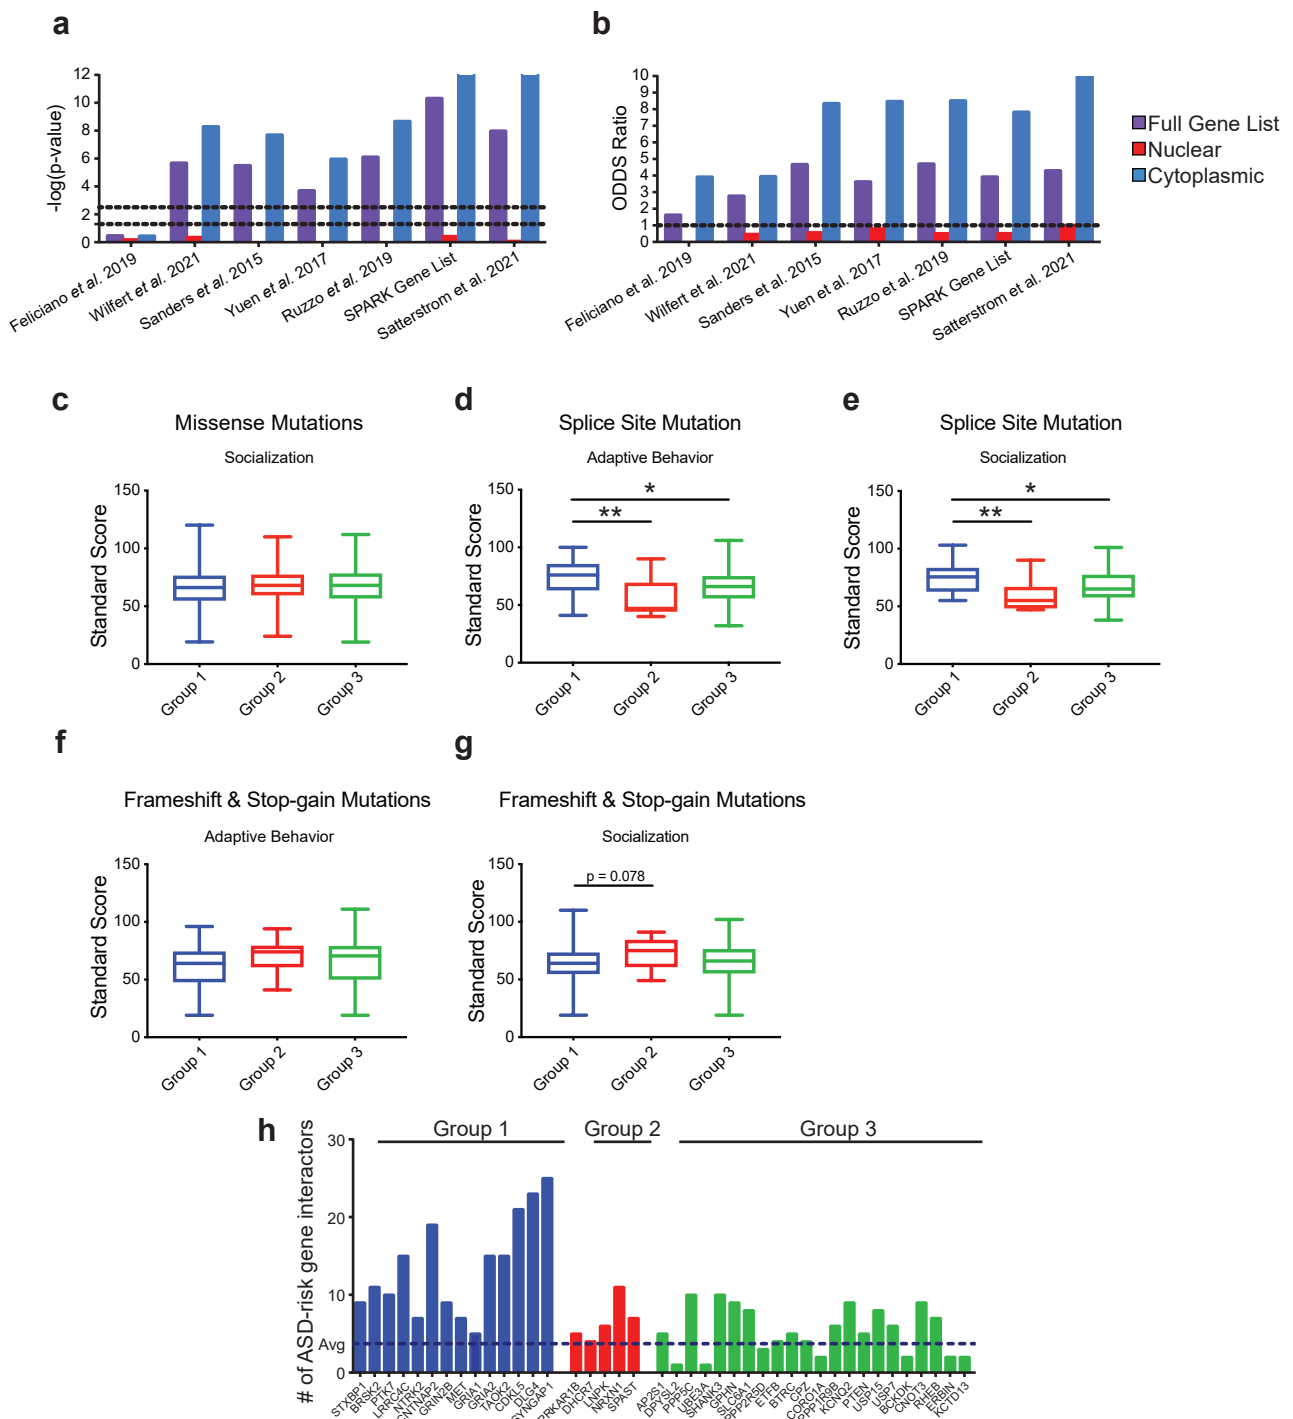 a
b
12
10
8
6
4
2
0
-log(p-value)
Feliciano et al. 2019
Wilfert et al. 2021
Sanders et al. 2015
Yuen et al. 2017
Ruzzo et al. 2019
SPARK Gene List
Satterstrom et al. 2021
10
9
8
7
6
5
4
3
2
1
0
ODDS Ratio
Feliciano et al. 2019
Wilfert et al. 2021
Sanders et al. 2015
Yuen et al. 2017
Ruzzo et al. 2019
SPARK Gene List
Satterstrom et al. 2021
Full Gene List
Nuclear
Cytoplasmic
c
Missense Mutations
Socialization
150
100
50
0
Standard Score
Group 1
Group 2
Group 3
d
Splice Site Mutation
Adaptive Behavior
150
100
50
0
Standard Score
*
**
Group 1
Group 2
Group 3
e
Splice Site Mutation
Socialization
150
100
50
0
Standard Score
*
**
Group 1
Group 2
Group 3
f
Frameshift & Stop-gain Mutations
Adaptive Behavior
150
100
50
0
Standard Score
Group 1
Group 2
Group 3
g
Frameshift & Stop-gain Mutations
Socialization
150
100
50
0
Standard Score
p = 0.078
Group 1
Group 2
Group 3
h
Group 1
Group 2
Group 3
30
20
10
Avg
0
# of ASD-risk gene interactors
STXBP1
BRSK2
PTK7
LRRC4C
NTRK2
CNTNAP2
GRIN2B
MET
GRIA1
GRIA2
TAOK2
CDKL5
DLG4
SYNGAP1
PRKAR1B
DHCR7
LNPK
NRXN1
SPAST
AP2S1
DPYSL2
PPP5C
UBE3A
SHANK3
GPHN
SLC6A1
PPP2R5D
ETFB
BTRC
CPZ
CORO1A
PPP1R9B
KCNQ2
PTEN
USP15
USP7
BCKDK
CNOT3
RHEB
ERBIN
KCTD13